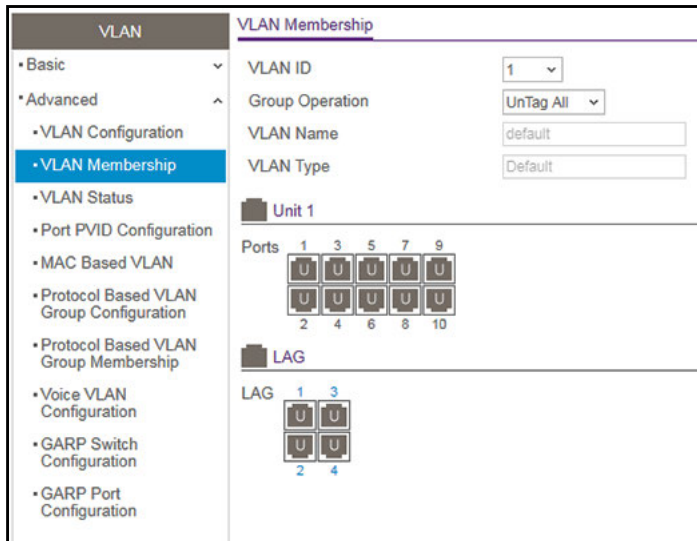 VLAN
Basic
Advanced
VLAN Configuration
VLAN Membership
VLAN Status
Port PVID Configuration
MAC Based VLAN
Protocol Based VLAN
Group Configuration
Protocol Based VLAN
Group Membership
Voice VLAN
Configuration
GARP Switch
Configuration
GARP Port
Configuration
VLAN Membership
VLAN ID 1
Group Operation UnTag All
VLAN Name default
VLAN Type Default
Unit 1
Ports 1 3 5 7 9
U U U U U
U U U U U
2 4 6 8 10
LAG
LAG 1 3
U U
U U
2 4